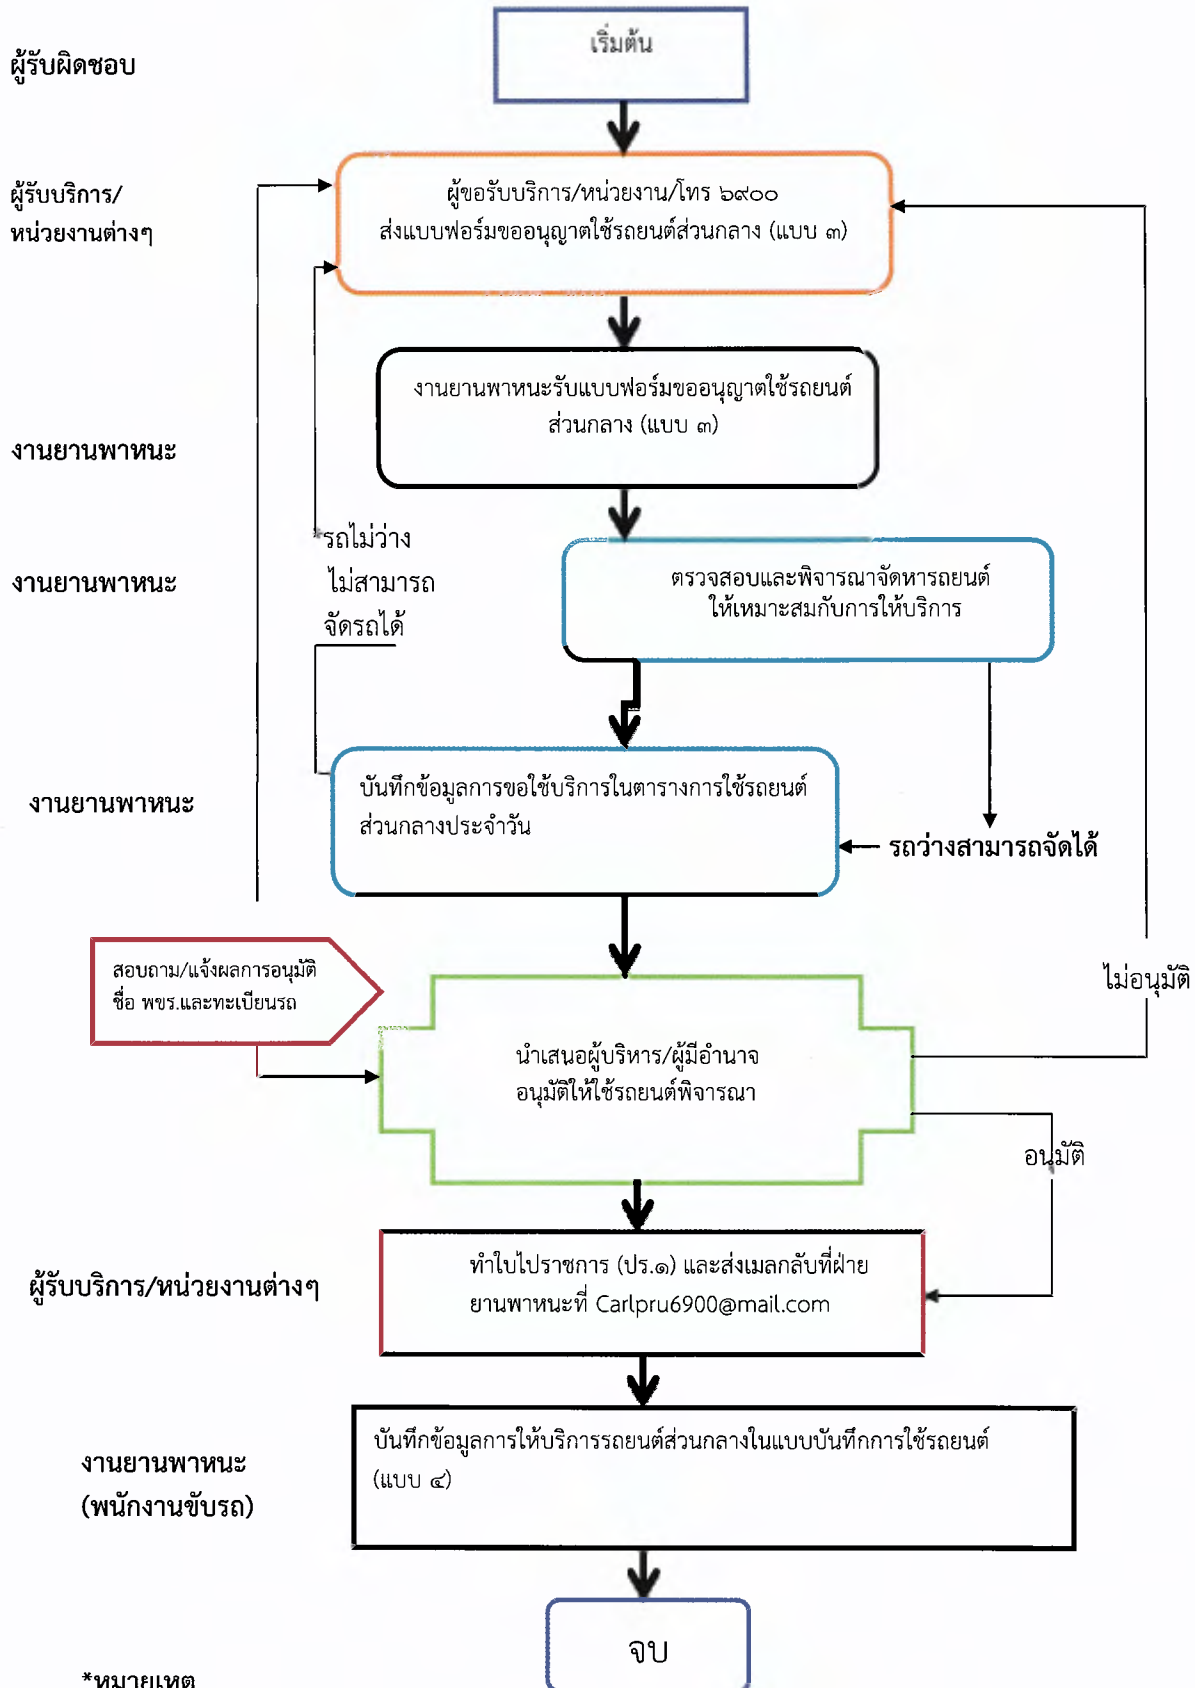 เริ่มต้น
ผู้รับผิดชอบ
ผู้รับบริการ/
หน่วยงานต่างๆ
ผู้ขอรับบริการ/หน่วยงาน/โทร ๖๙๐๐
ส่งแบบฟอร์มขออนุญาตใช้รถยนต์ส่วนกลาง (แบบ ๓)
งานยานพาหนะรับแบบฟอร์มขออนุญาตใช้รถยนต์
ส่วนกลาง (แบบ ๓)
งานยานพาหนะ
รถไม่ว่าง
ไม่สามารถ
จัดรถได้
งานยานพาหนะ
ตรวจสอบและพิจารณาจัดหารถยนต์
ให้เหมาะสมกับการให้บริการ
งานยานพาหนะ
บันทึกข้อมูลการขอใช้บริการในตารางการใช้รถยนต์
ส่วนกลางประจำวัน
รถว่างสามารถจัดได้
สอบถาม/แจ้งผลการอนุมัติ
ชื่อ พขร.และทะเบียนรถ
ไม่อนุมัติ
นำเสนอผู้บริหาร/ผู้มีอำนาจ
อนุมัติให้ใช้รถยนต์พิจารณา
อนุมัติ
ผู้รับบริการ/หน่วยงานต่างๆ
ทำใบไปราชการ (ปร.๑) และส่งเมลกลับที่ฝ่าย
ยานพาหนะที่ Carlpru6900@mail.com
งานยานพาหนะ
(พนักงานขับรถ)
บันทึกข้อมูลการให้บริการรถยนต์ส่วนกลางในแบบบันทึกการใช้รถยนต์
(แบบ ๔)
จบ
*หมายเหตุ